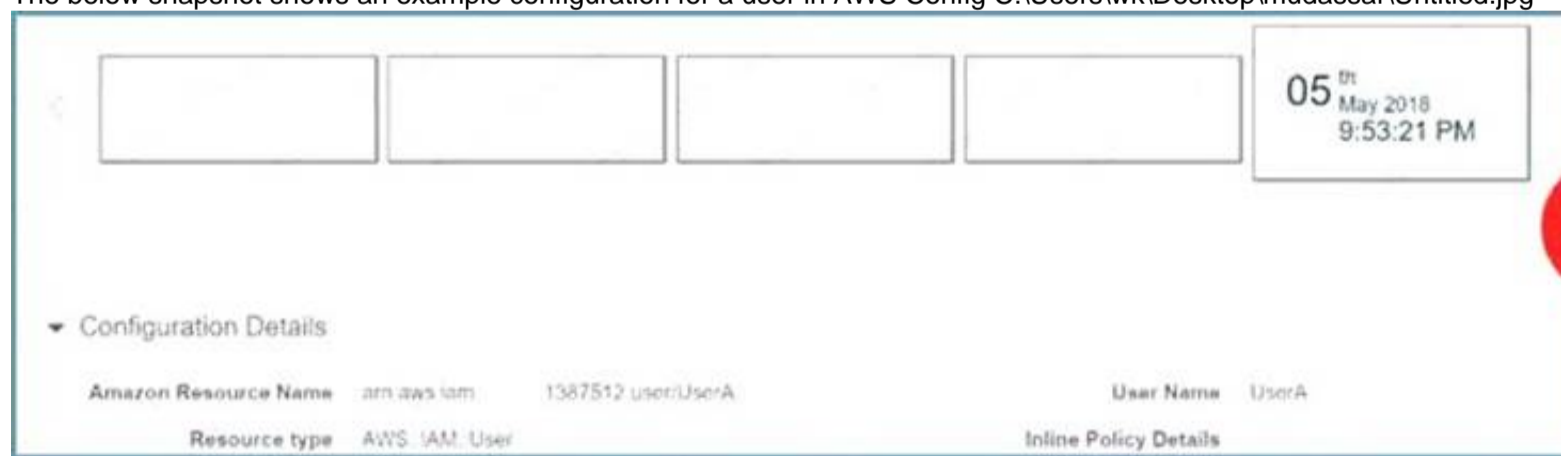 The below snapshot shows an example configuration for a user in AWS Config C:\Users\wk\Desktop\mudassar\Untitled.jpg
05 th
May 2018
9:53:21 PM
Configuration Details
Amazon Resource Name arn aws iam 1387512 user/UserA User Name UserA
Resource type AWS IAM User Inline Policy Details